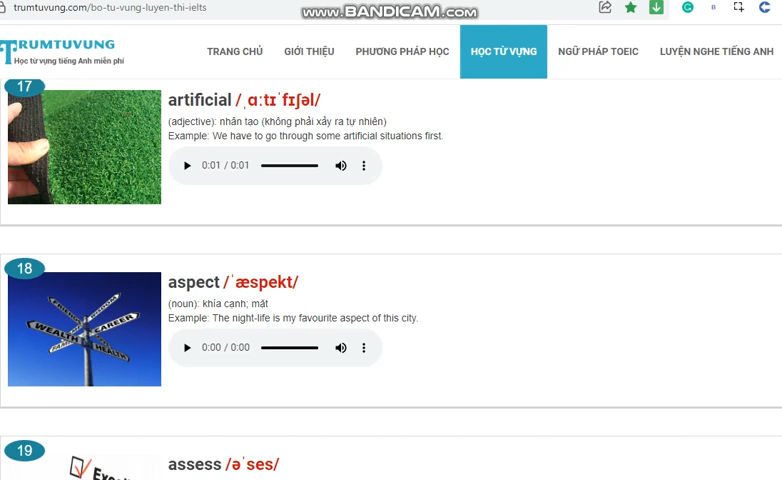 trumtuvung.com/bo-tu-vung-luyen-thi-ielts
WWW.BANDICAM.COM
TRUMTUVUNG
Học từ vựng tiếng Anh miễn phí
TRANG CHỦ GIỚI THIỆU PHƯƠNG PHÁP HỌC HỌC TỪ VỰNG NGỮ PHÁP TOEIC LUYỆN NGHE TIẾNG ANH
17
artificial /ˌɑːtɪˈfɪʃəl/
(adjective): nhân tạo (không phải xảy ra tự nhiên)
Example: We have to go through some artificial situations first.
0:01 / 0:01
18
aspect /ˈæspekt/
(noun): khía cạnh; mặt
Example: The night-life is my favourite aspect of this city.
WEALTH
CAREER
HEALTH
0:00 / 0:00
19
assess /əˈses/